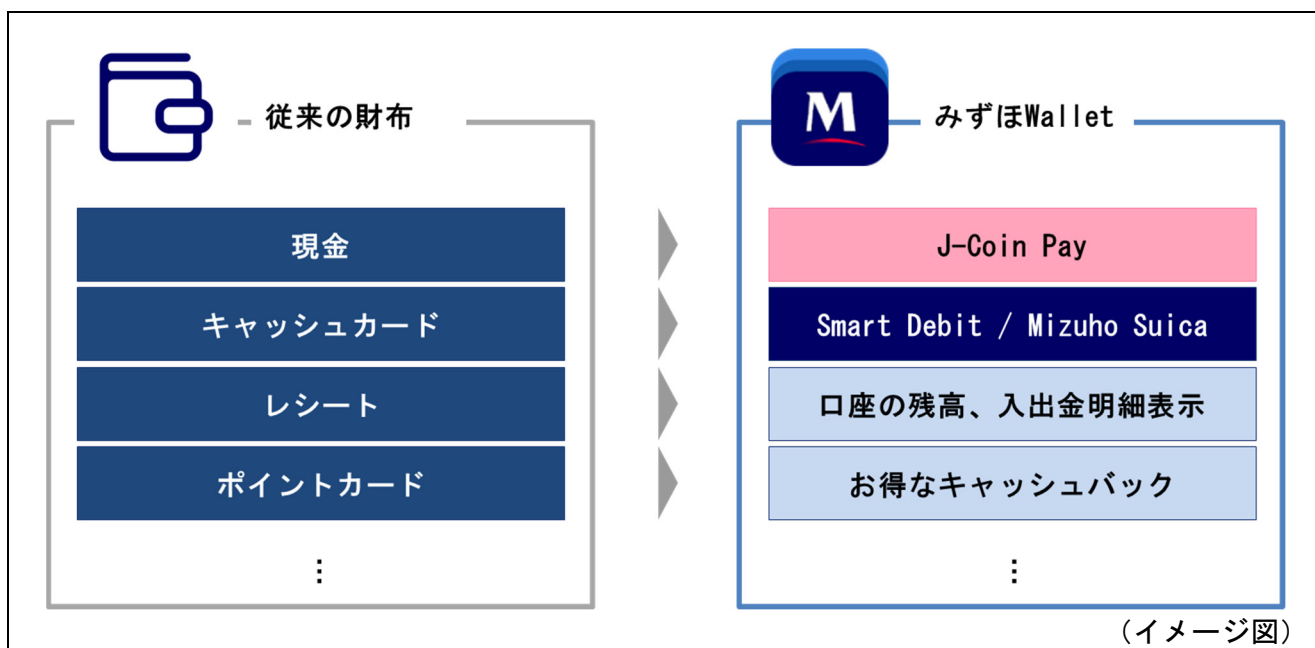 従来の財布
現金
キャッシュカード
レシート
ポイントカード
⋮
M
みずほWallet
J-Coin Pay
Smart Debit / Mizuho Suica
口座の残高、入出金明細表示
お得なキャッシュバック
⋮
(イメージ図)